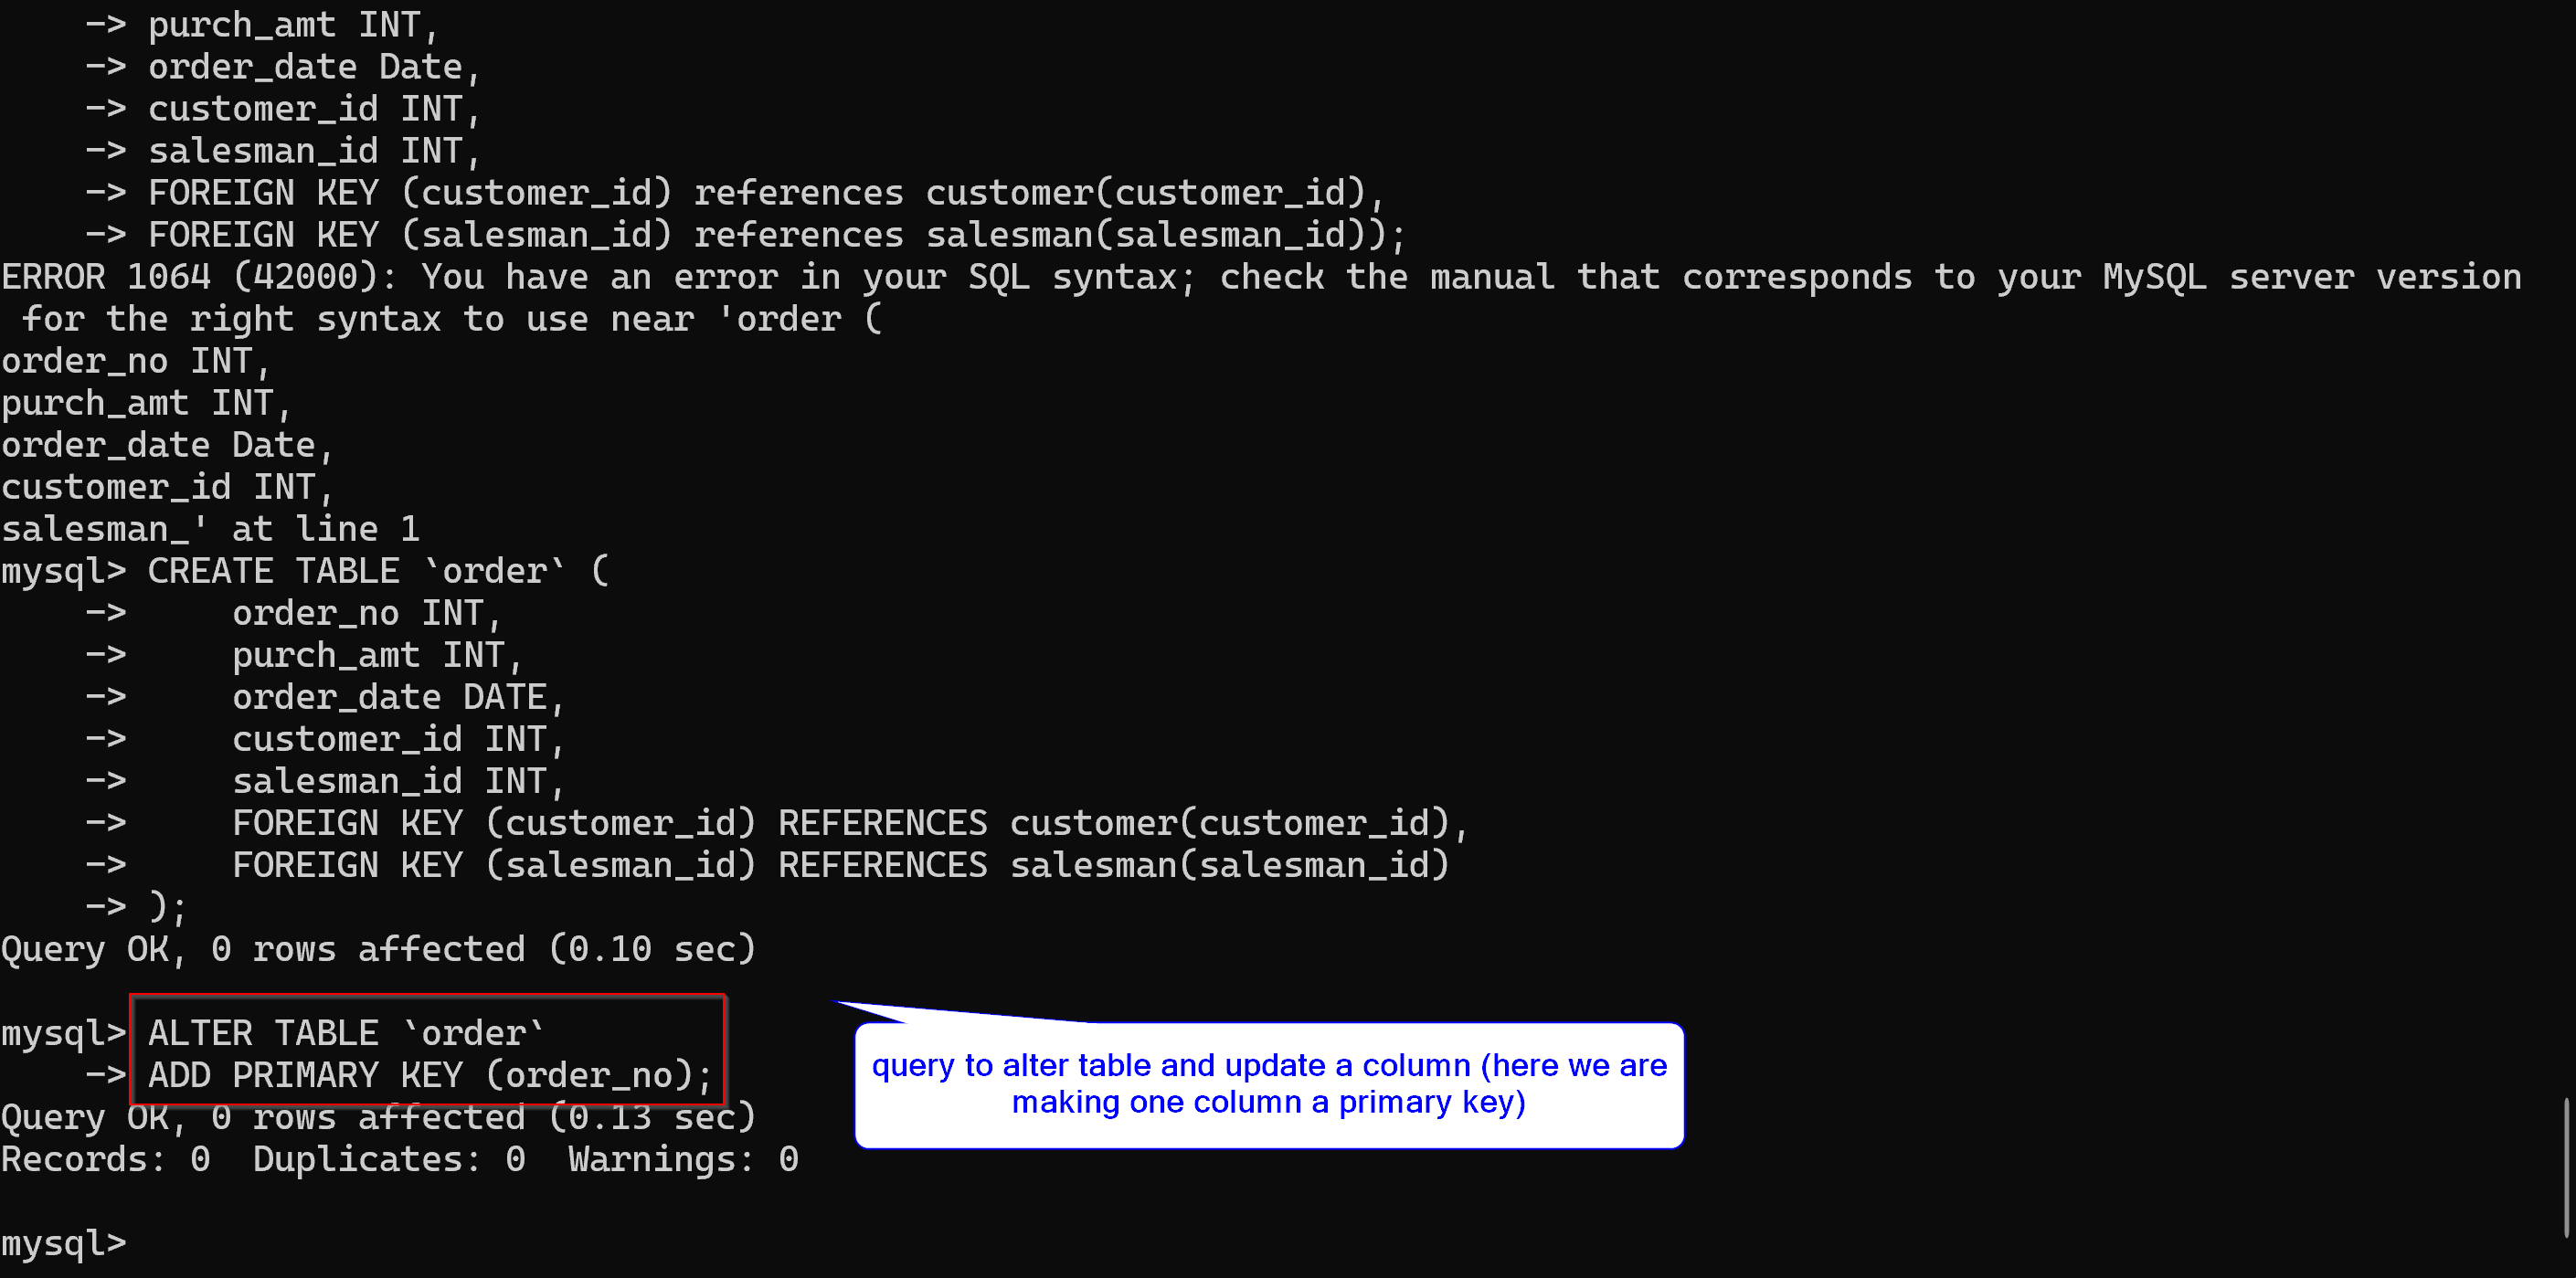 -> purch_amt INT,
    -> order_date Date,
    -> customer_id INT,
    -> salesman_id INT,
    -> FOREIGN KEY (customer_id) references customer(customer_id),
    -> FOREIGN KEY (salesman_id) references salesman(salesman_id));
ERROR 1064 (42000): You have an error in your SQL syntax; check the manual that corresponds to your MySQL server version
 for the right syntax to use near 'order (
order_no INT,
purch_amt INT,
order_date Date,
customer_id INT,
salesman_' at line 1
mysql> CREATE TABLE `order` (
    ->     order_no INT,
    ->     purch_amt INT,
    ->     order_date DATE,
    ->     customer_id INT,
    ->     salesman_id INT,
    ->     FOREIGN KEY (customer_id) REFERENCES customer(customer_id),
    ->     FOREIGN KEY (salesman_id) REFERENCES salesman(salesman_id)
    -> );
Query OK, 0 rows affected (0.10 sec)
mysql> ALTER TABLE `order`
    -> ADD PRIMARY KEY (order_no);
query to alter table and update a column (here we are
making one column a primary key)
Query OK, 0 rows affected (0.13 sec)
Records: 0  Duplicates: 0  Warnings: 0
mysql>